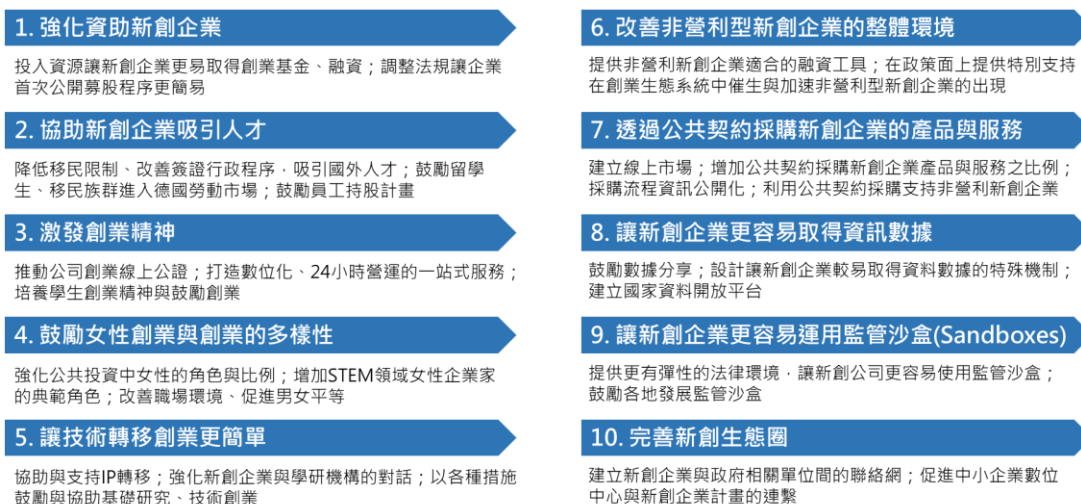 1. 強化資助新創企業
投入資源讓新創企業更易取得創業基金、融資；調整法規讓企業
首次公開募股程序更簡易
2. 協助新創企業吸引人才
降低移民限制、改善簽證行政程序，吸引國外人才；鼓勵留學
生、移民族群進入德國勞動市場；鼓勵員工持股計畫
3. 激發創業精神
推動公司創業線上公證；打造數位化、24小時營運的一站式服務；
培養學生創業精神與鼓勵創業
4. 鼓勵女性創業與創業的多樣性
強化公共投資中女性的角色與比例；增加STEM領域女性企業家
的典範角色；改善職場環境、促進男女平等
5. 讓技術轉移創業更簡單
協助與支持IP轉移；強化新創企業與學研機構的對話；以各種措施
鼓勵與協助基礎研究、技術創業
6. 改善非營利型新創企業的整體環境
提供非營利新創企業適合的融資工具；在政策面上提供特別支持
在創業生態系統中催生與加速非營利型新創企業的出現
7. 透過公共契約採購新創企業的產品與服務
建立線上市場；增加公共契約採購新創企業產品與服務之比例；
採購流程資訊公開化；利用公共契約採購支持非營利新創企業
8. 讓新創企業更容易取得資訊數據
鼓勵數據分享；設計讓新創企業較易取得資料數據的特殊機制；
建立國家資料開放平台
9. 讓新創企業更容易運用監管沙盒(Sandboxes)
提供更有彈性的法律環境，讓新創公司更容易使用監管沙盒；
鼓勵各地發展監管沙盒
10. 完善新創生態圈
建立新創企業與政府相關單位間的聯絡網；促進中小企業數位
中心與新創企業計畫的連繫